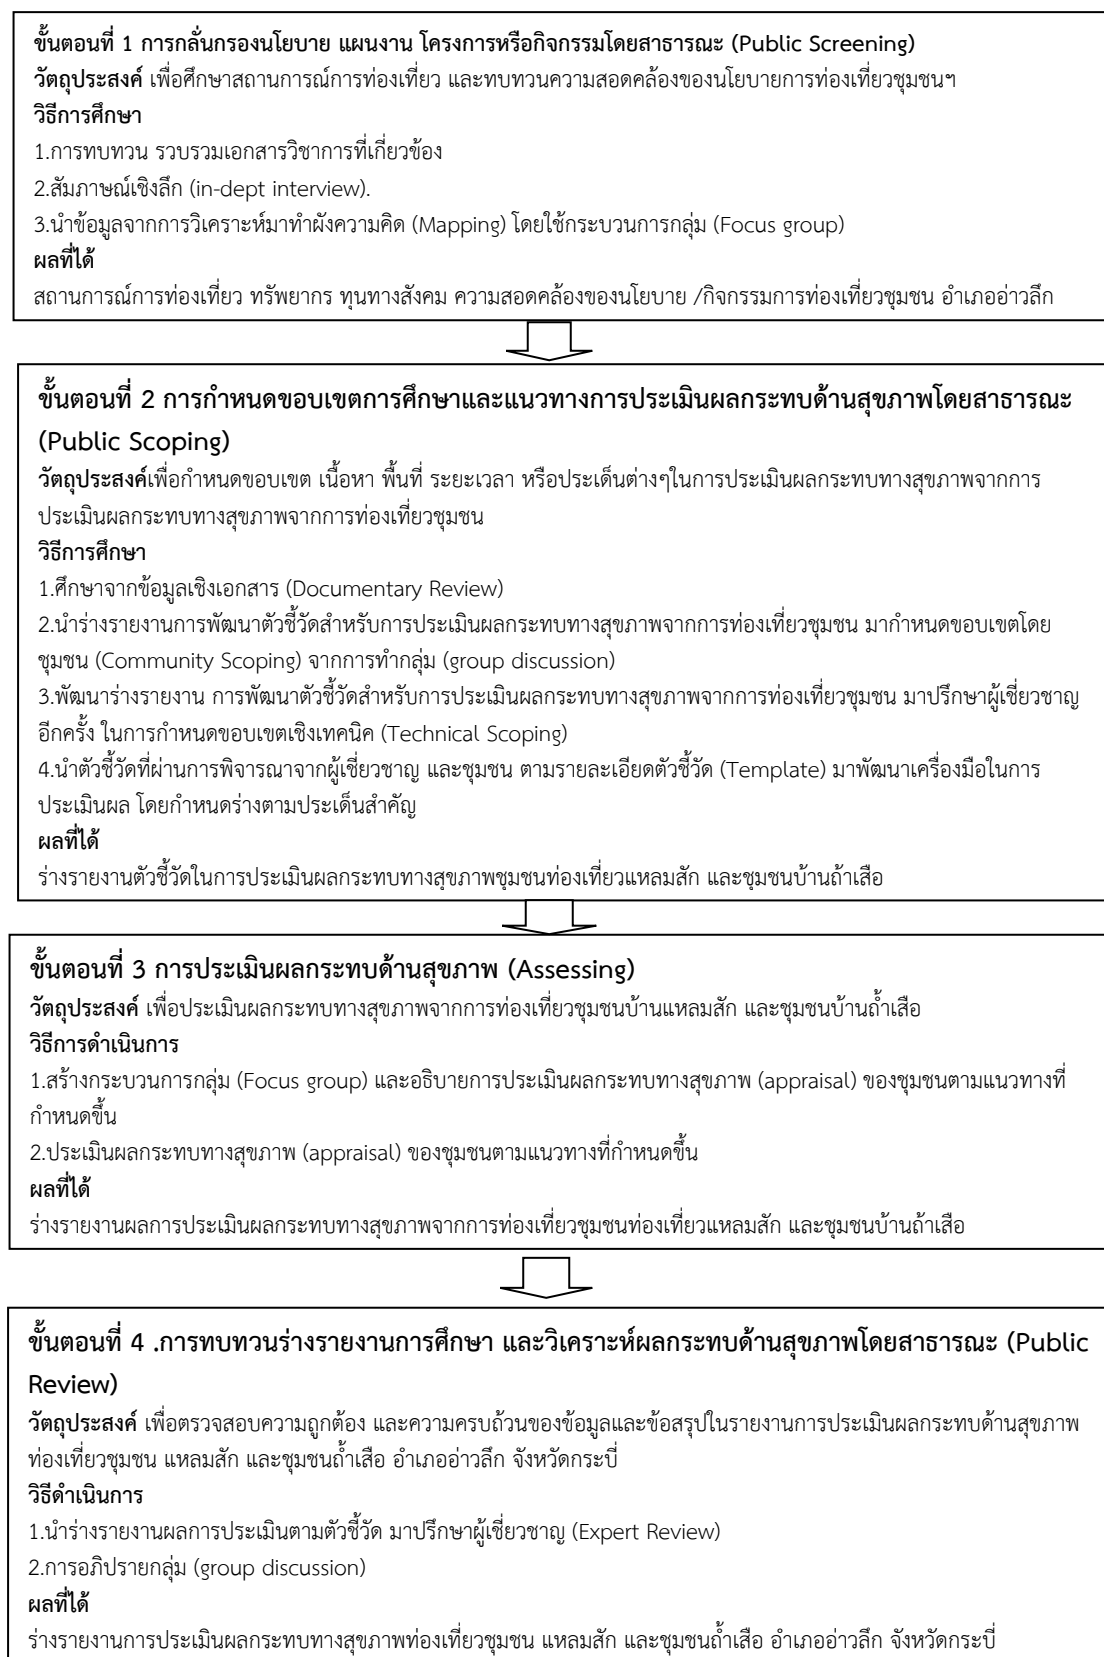 ขั้นตอนที่ 1 การกลั่นกรองนโยบาย แผนงาน โครงการหรือกิจกรรมโดยสาธารณะ (Public Screening)
วัตถุประสงค์ เพื่อศึกษาสถานการณ์การท่องเที่ยว และทบทวนความสอดคล้องของนโยบายการท่องเที่ยวชุมชนฯ
วิธีการศึกษา
1.การทบทวน รวบรวมเอกสารวิชาการที่เกี่ยวข้อง
2.สัมภาษณ์เชิงลึก (in-dept interview).
3.นำข้อมูลจากการวิเคราะห์มาทำผังความคิด (Mapping) โดยใช้กระบวนการกลุ่ม (Focus group)
ผลที่ได้
สถานการณ์การท่องเที่ยว ทรัพยากร ทุนทางสังคม ความสอดคล้องของนโยบาย /กิจกรรมการท่องเที่ยวชุมชน อำเภออ่าวลึก
ขั้นตอนที่ 2 การกำหนดขอบเขตการศึกษาและแนวทางการประเมินผลกระทบด้านสุขภาพโดยสาธารณะ
(Public Scoping)
วัตถุประสงค์เพื่อกำหนดขอบเขต เนื้อหา พื้นที่ ระยะเวลา หรือประเด็นต่างๆในการประเมินผลกระทบทางสุขภาพจากการ
ประเมินผลกระทบทางสุขภาพจากการท่องเที่ยวชุมชน
วิธีการศึกษา
1.ศึกษาจากข้อมูลเชิงเอกสาร (Documentary Review)
2.นำร่างรายงานการพัฒนาตัวชี้วัดสำหรับการประเมินผลกระทบทางสุขภาพจากการท่องเที่ยวชุมชน มากำหนดขอบเขตโดย
ชุมชน (Community Scoping) จากการทำกลุ่ม (group discussion)
3.พัฒนาร่างรายงาน การพัฒนาตัวชี้วัดสำหรับการประเมินผลกระทบทางสุขภาพจากการท่องเที่ยวชุมชน มาปรึกษาผู้เชี่ยวชาญ
อีกครั้ง ในการกำหนดขอบเขตเชิงเทคนิค (Technical Scoping)
4.นำตัวชี้วัดที่ผ่านการพิจารณาจากผู้เชี่ยวชาญ และชุมชน ตามรายละเอียดตัวชี้วัด (Template) มาพัฒนาเครื่องมือในการ
ประเมินผล โดยกำหนดร่างตามประเด็นสำคัญ
ผลที่ได้
ร่างรายงานตัวชี้วัดในการประเมินผลกระทบทางสุขภาพชุมชนท่องเที่ยวแหลมสัก และชุมชนบ้านถ้าเสือ
ขั้นตอนที่ 3 การประเมินผลกระทบด้านสุขภาพ (Assessing)
วัตถุประสงค์ เพื่อประเมินผลกระทบทางสุขภาพจากการท่องเที่ยวชุมชนบ้านแหลมสัก และชุมชนบ้านถ้ำเสือ
วิธีการดำเนินการ
1.สร้างกระบวนการกลุ่ม (Focus group) และอธิบายการประเมินผลกระทบทางสุขภาพ (appraisal) ของชุมชนตามแนวทางที่
กำหนดขึ้น
2.ประเมินผลกระทบทางสุขภาพ (appraisal) ของชุมชนตามแนวทางที่กำหนดขึ้น
ผลที่ได้
ร่างรายงานผลการประเมินผลกระทบทางสุขภาพจากการท่องเที่ยวชุมชนท่องเที่ยวแหลมสัก และชุมชนบ้านถ้าเสือ
ขั้นตอนที่ 4 .การทบทวนร่างรายงานการศึกษา และวิเคราะห์ผลกระทบด้านสุขภาพโดยสาธารณะ (Public
Review)
วัตถุประสงค์ เพื่อตรวจสอบความถูกต้อง และความครบถ้วนของข้อมูลและข้อสรุปในรายงานการประเมินผลกระทบด้านสุขภาพ
ท่องเที่ยวชุมชน แหลมสัก และชุมชนถ้ำเสือ อำเภออ่าวลึก จังหวัดกระบี่
วิธีดำเนินการ
1.นำร่างรายงานผลการประเมินตามตัวชี้วัด มาปรึกษาผู้เชี่ยวชาญ (Expert Review)
2.การอภิปรายกลุ่ม (group discussion)
ผลที่ได้
ร่างรายงานการประเมินผลกระทบทางสุขภาพท่องเที่ยวชุมชน แหลมสัก และชุมชนถ้ำเสือ อำเภออ่าวลึก จังหวัดกระบี่